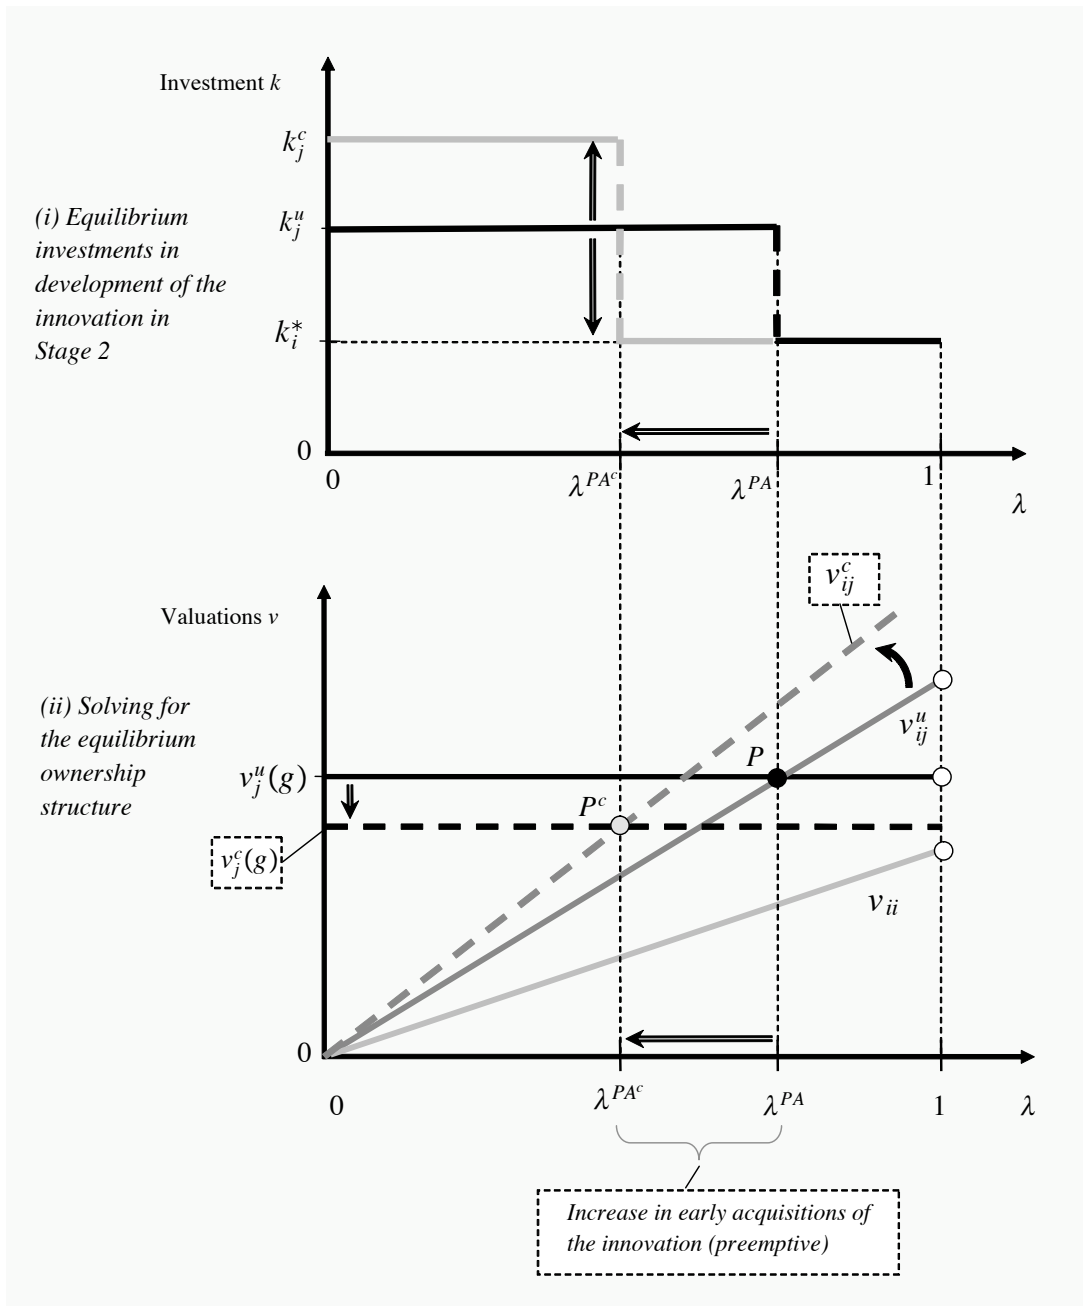 Investment k
k_j^c
(i) Equilibrium
investments in
development of the
innovation in
Stage 2
k_j^u
k_i^*
0
0
λ^{PA^c}
λ^{PA}
1
λ
v_{ij}^c
Valuations v
(ii) Solving for
the equilibrium
ownership
structure
v_{ij}^u
P
v_j^u(g)
P^c
v_j^c(g)
v_{ii}
0
0
λ^{PA^c}
λ^{PA}
1
λ
Increase in early acquisitions of
the innovation (preemptive)